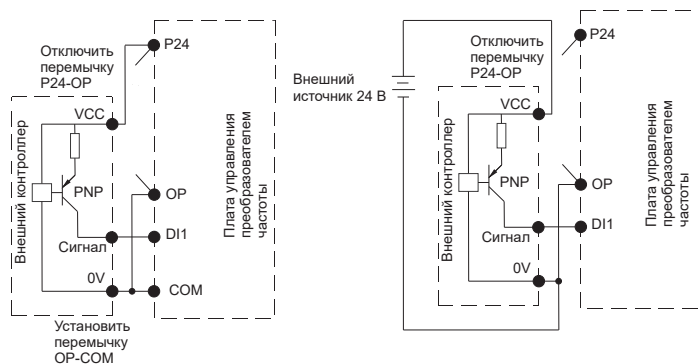 Отключить
перемычку
P24-OP
P24
VCC
Внешний контроллер
PNP
OP
Плата управления
преобразователем
частоты
Сигнал
DI1
0V
COM
Установить
перемычку
OP-COM
Внешний
источник 24 В
Отключить
перемычку
P24-OP
P24
VCC
Внешний контроллер
PNP
OP
Плата управления
преобразователем
частоты
Сигнал
DI1
0V